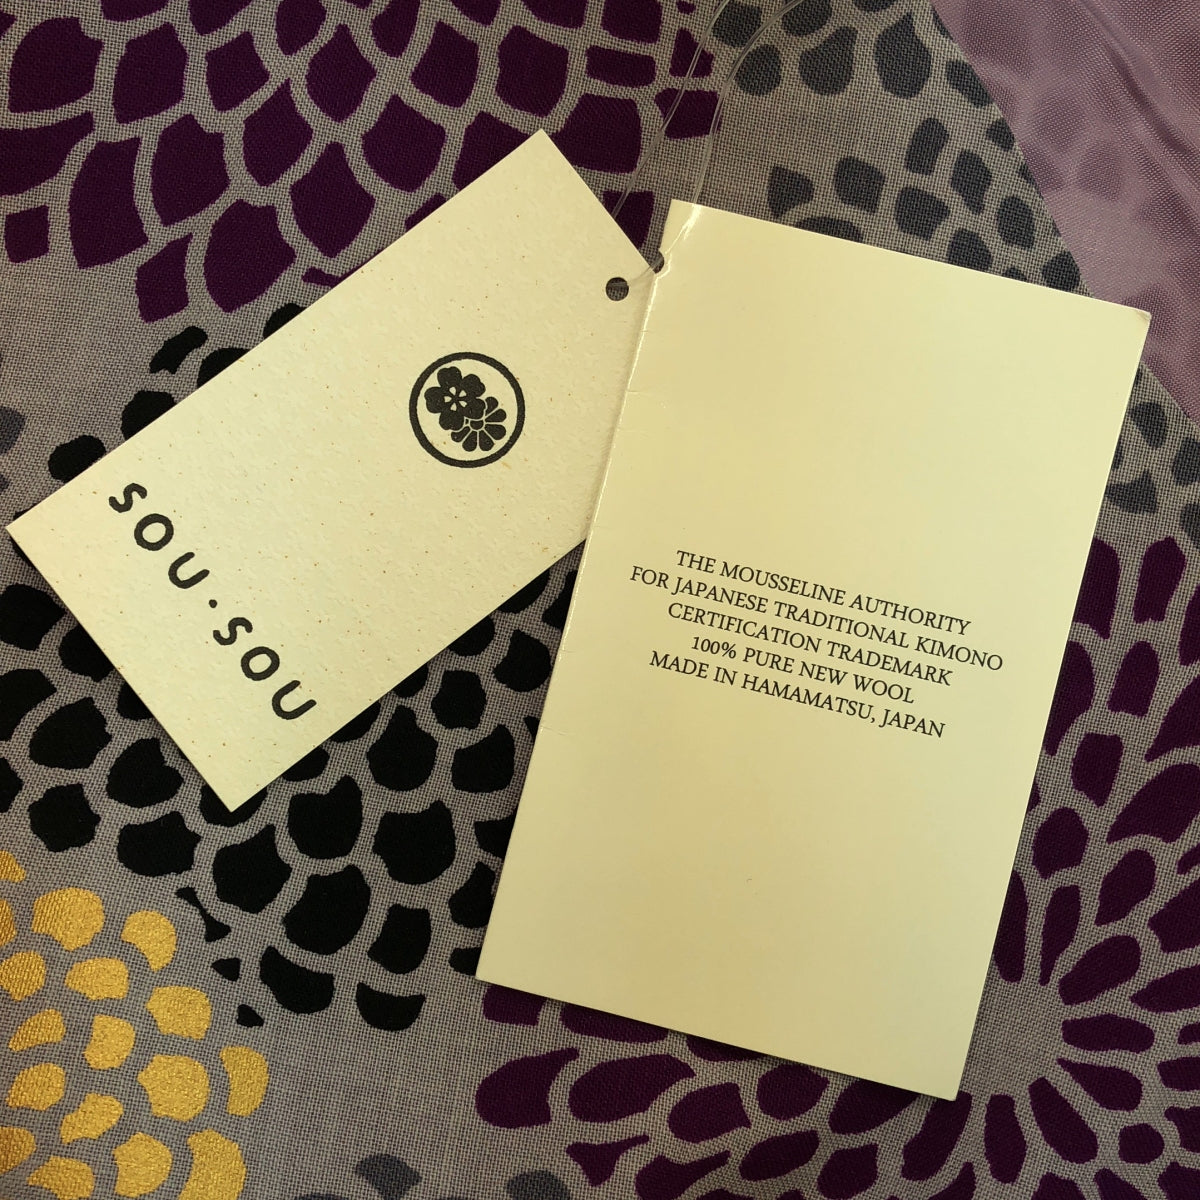 SOU·SOU
THE MOUSSELINE AUTHORITY
FOR JAPANESE TRADITIONAL KIMONO
CERTIFICATION TRADEMARK
100% PURE NEW WOOL
MADE IN HAMAMATSU, JAPAN